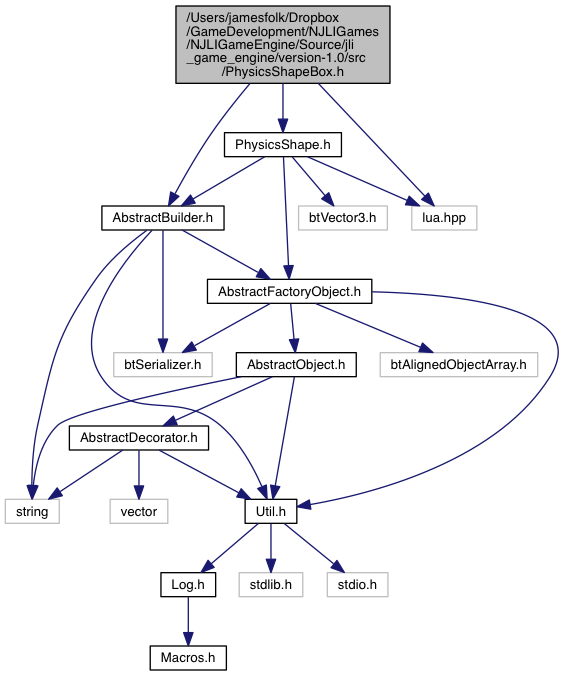 /Users/jamesfolk/Dropbox
/GameDevelopment/NJLIGames
/NJLIGameEngine/Source/jli
_game_engine/version-1.0/src
/PhysicsShapeBox.h
PhysicsShape.h
AbstractBuilder.h
btVector3.h
lua.hpp
AbstractFactoryObject.h
btSerializer.h
AbstractObject.h
btAlignedObjectArray.h
AbstractDecorator.h
string
vector
Util.h
Log.h
stdlib.h
stdio.h
Macros.h